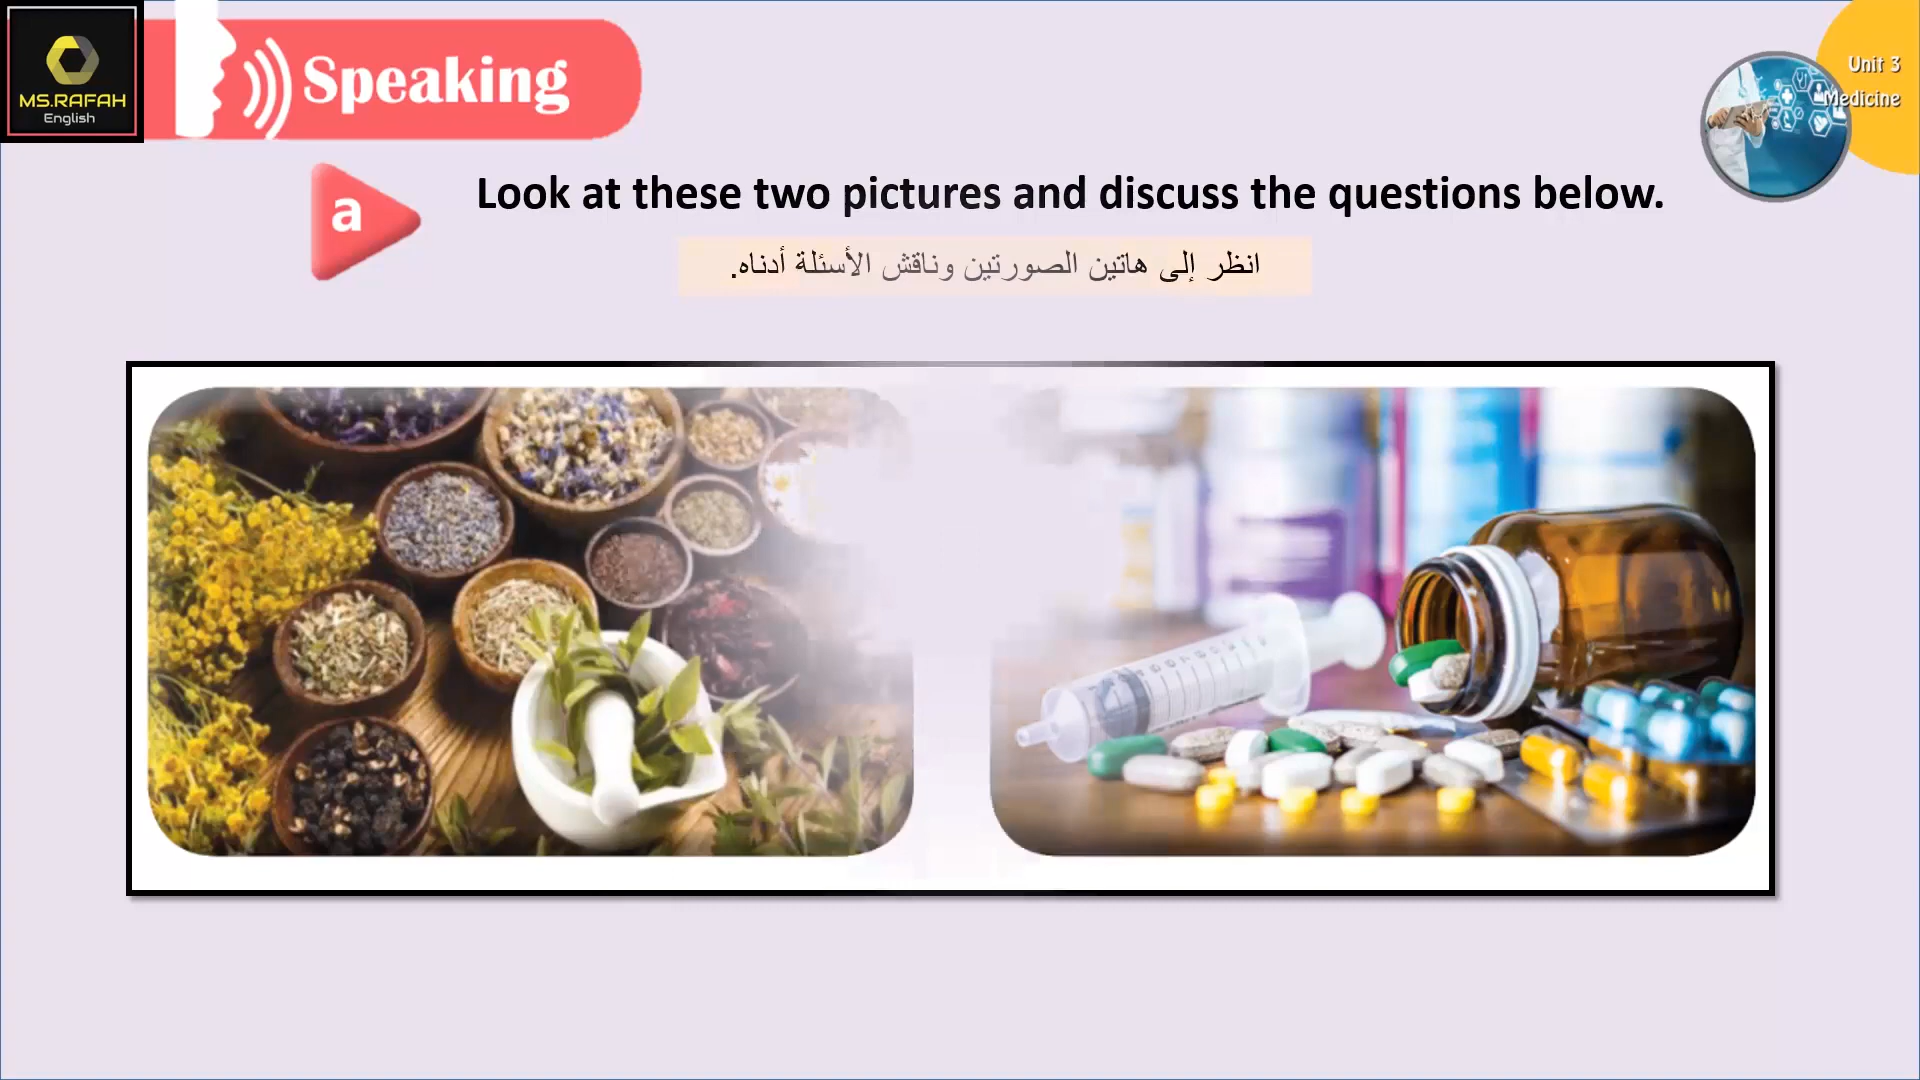 MS.RAFAH
English
Speaking
Unit 3
Medicine
a
Look at these two pictures and discuss the questions below.
انظر إلى هاتين الصورتين وناقش الأسئلة أدناه.